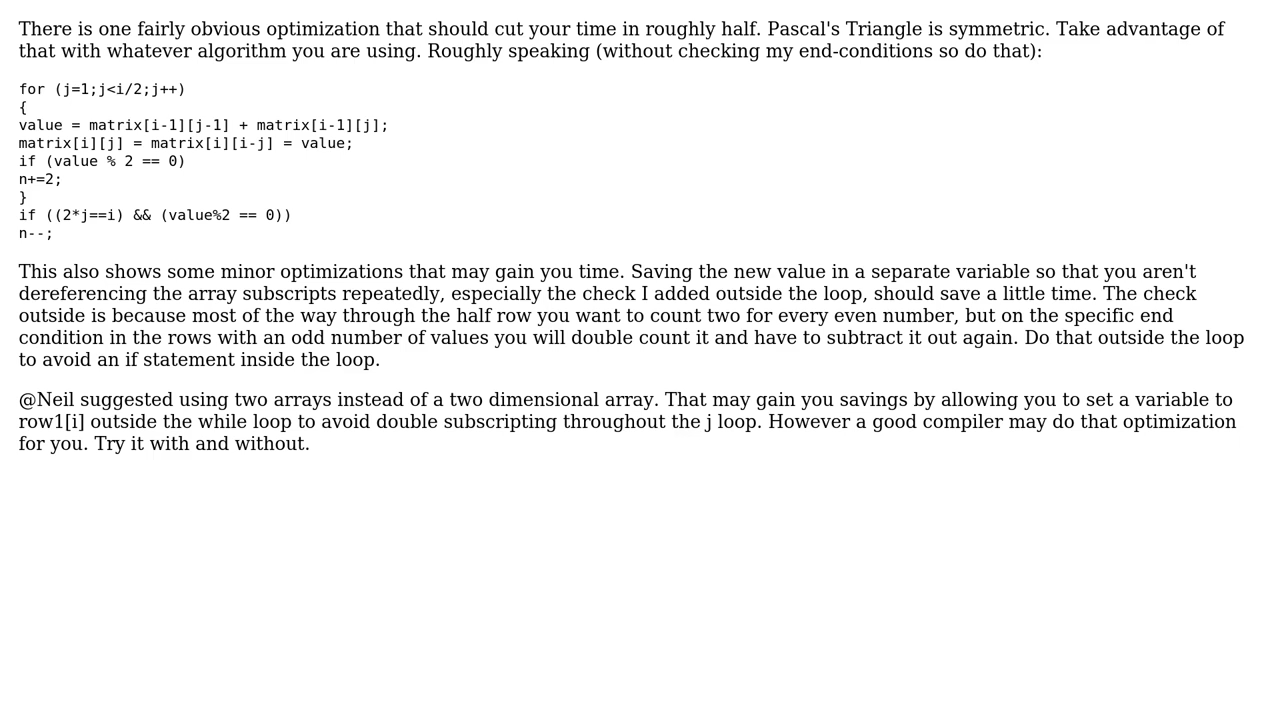 There is one fairly obvious optimization that should cut your time in roughly half. Pascal's Triangle is symmetric. Take advantage of
that with whatever algorithm you are using. Roughly speaking (without checking my end-conditions so do that):
for (j=1;j<i/2;j++)
{
value = matrix[i-1][j-1] + matrix[i-1][j];
matrix[i][j] = matrix[i][i-j] = value;
if (value % 2 == 0)
n+=2;
}
if ((2*j==i) && (value%2 == 0))
n--;
This also shows some minor optimizations that may gain you time. Saving the new value in a separate variable so that you aren't
dereferencing the array subscripts repeatedly, especially the check I added outside the loop, should save a little time. The check
outside is because most of the way through the half row you want to count two for every even number, but on the specific end
condition in the rows with an odd number of values you will double count it and have to subtract it out again. Do that outside the loop
to avoid an if statement inside the loop.
@Neil suggested using two arrays instead of a two dimensional array. That may gain you savings by allowing you to set a variable to
row1[i] outside the while loop to avoid double subscripting throughout the j loop. However a good compiler may do that optimization
for you. Try it with and without.